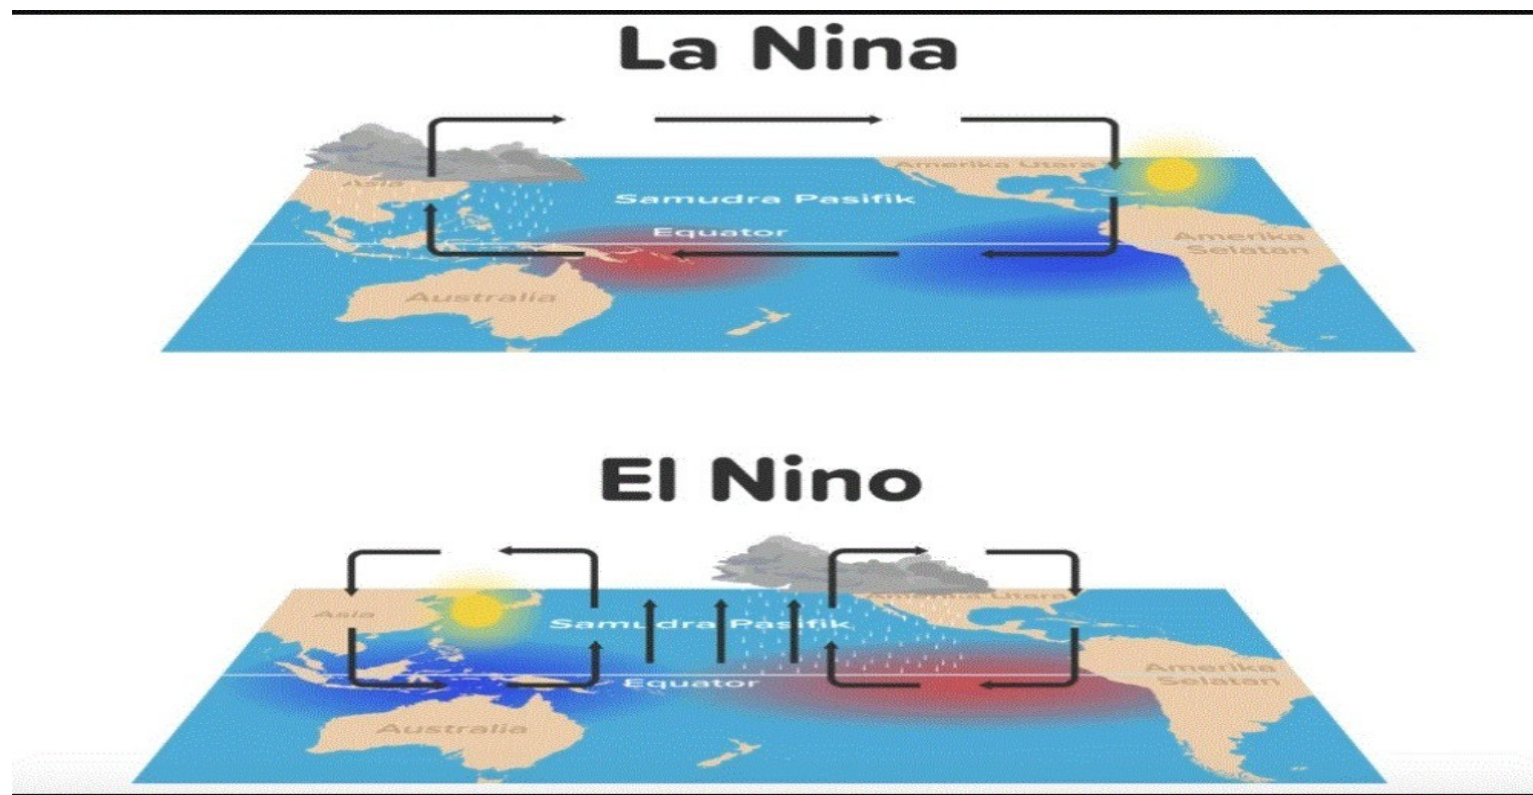 La Nina
Asia
Amerika Utara
Samudra Pasifik
Equator
Amerika
Selatan
Australia
El Nino
Asia
Amerika Utara
Samudra Pasifik
Equator
Amerika
Selatan
Australia